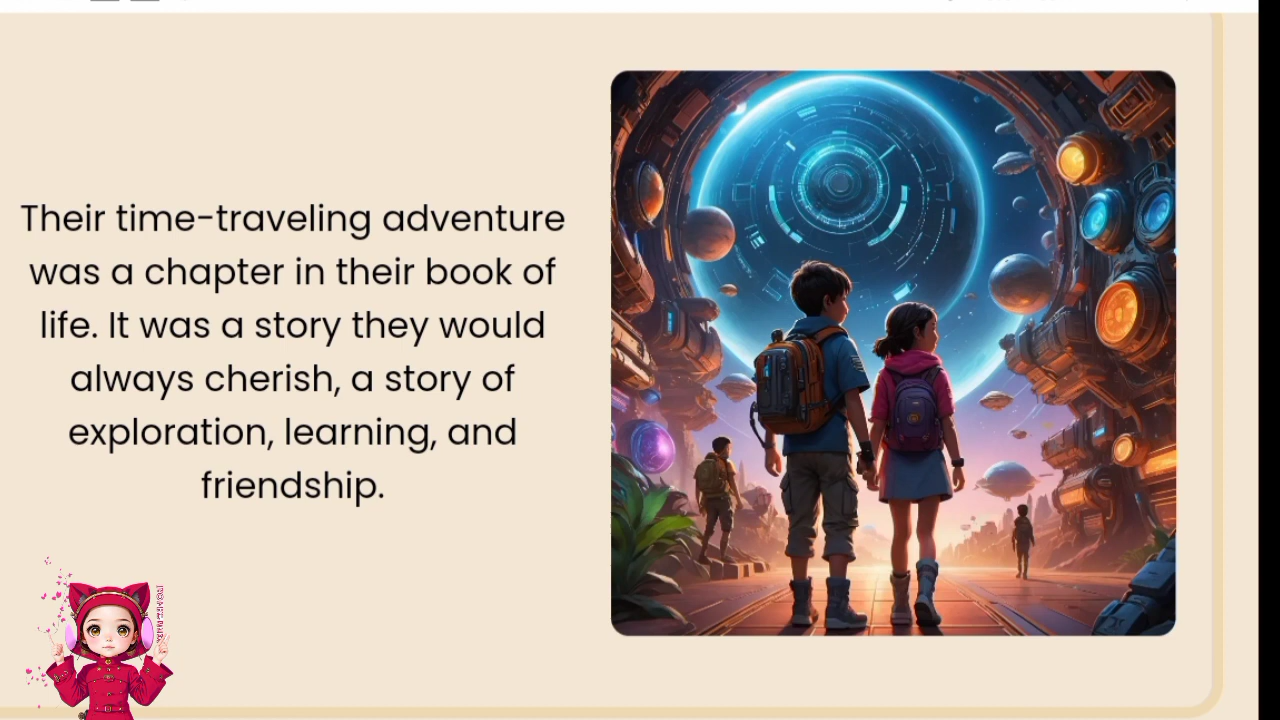 Their time-traveling adventure
was a chapter in their book of
life. It was a story they would
always cherish, a story of
exploration, learning, and
friendship.